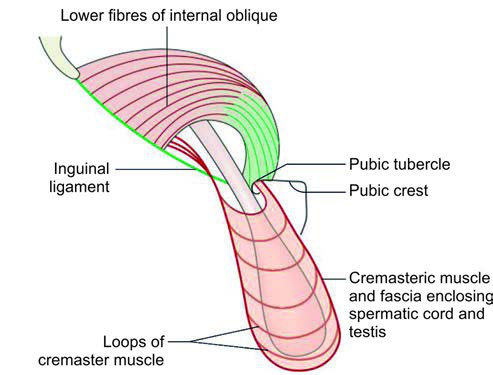 Lower fibres of internal oblique
Inguinal
ligament
Pubic tubercle
Pubic crest
Cremasteric muscle
and fascia enclosing
spermatic cord and
testis
Loops of
cremaster muscle